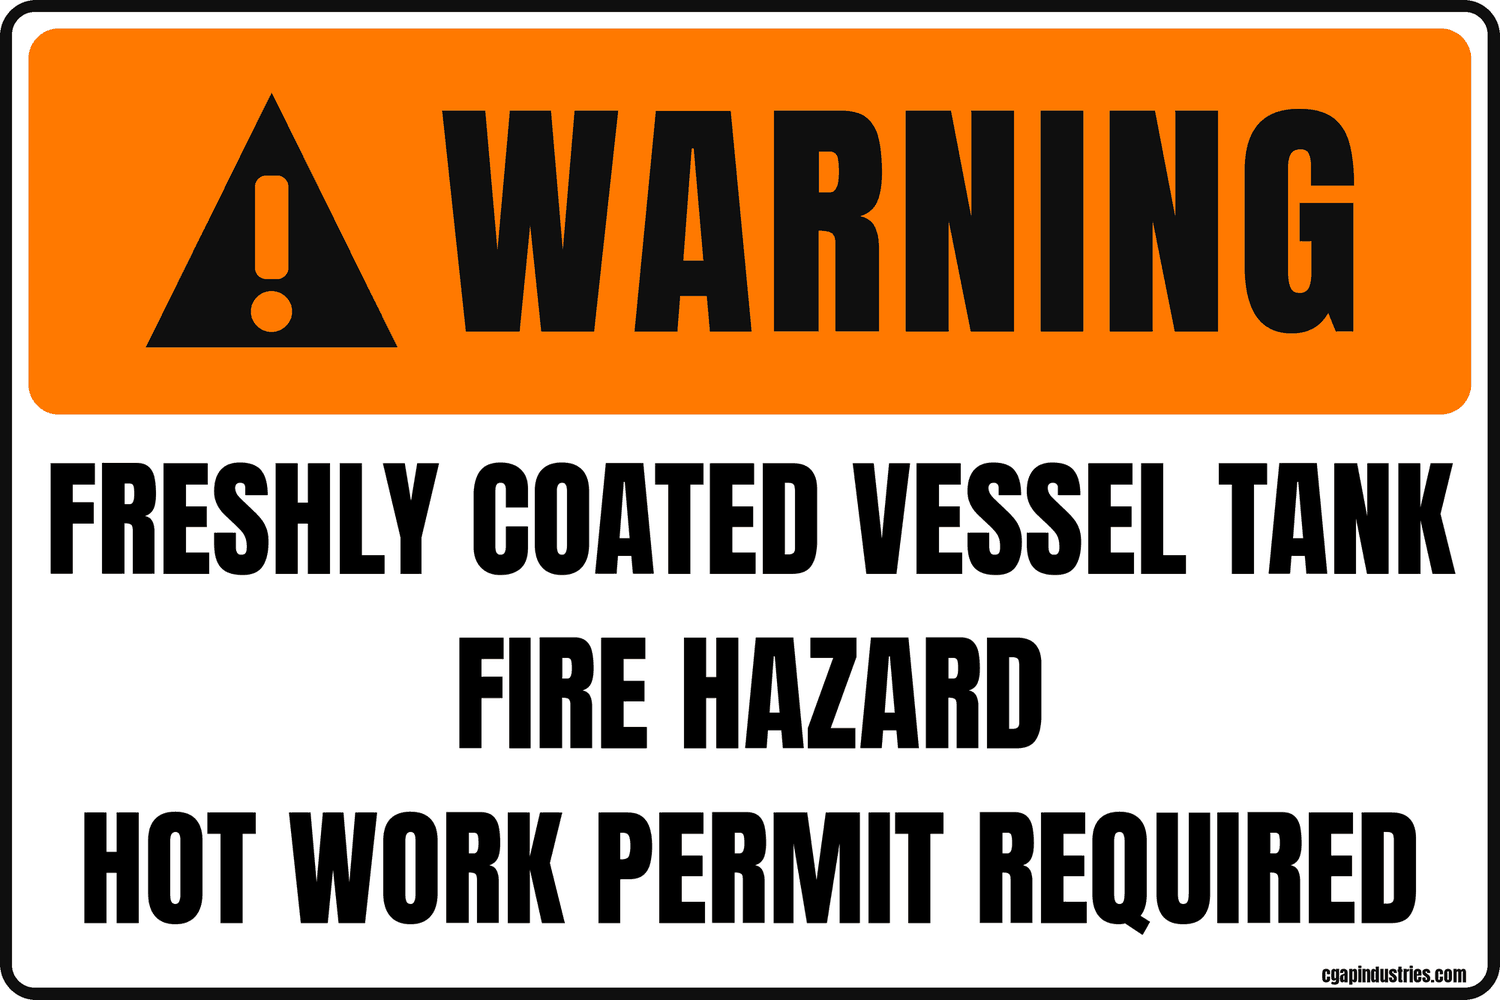 WARNING
FRESHLY COATED VESSEL TANK
FIRE HAZARD
HOT WORK PERMIT REQUIRED
cgapindustries.com